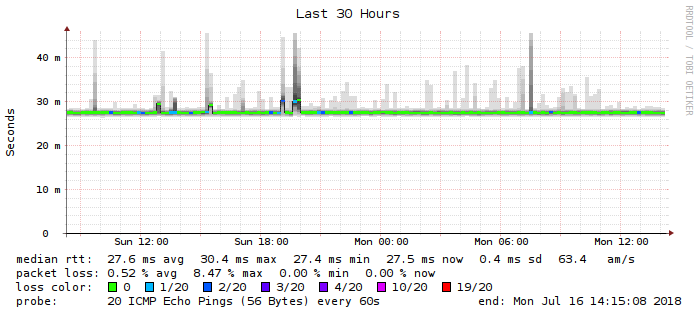 Last 30 Hours
RRDTOOL / TOBI OETIKER
Seconds
40 m
30 m
20 m
10 m
0
Sun 12:00 Sun 18:00 Mon 00:00 Mon 06:00 Mon 12:00
median rtt: 27.6 ms avg 30.4 ms max 27.4 ms min 27.5 ms now 0.4 ms sd 63.4 am/s
packet loss: 0.52 % avg 8.47 % max 0.00 % min 0.00 % now
loss color: 0 1/20 2/20 3/20 4/20 10/20 19/20
probe: 20 ICMP Echo Pings (56 Bytes) every 60s end: Mon Jul 16 14:15:08 2018